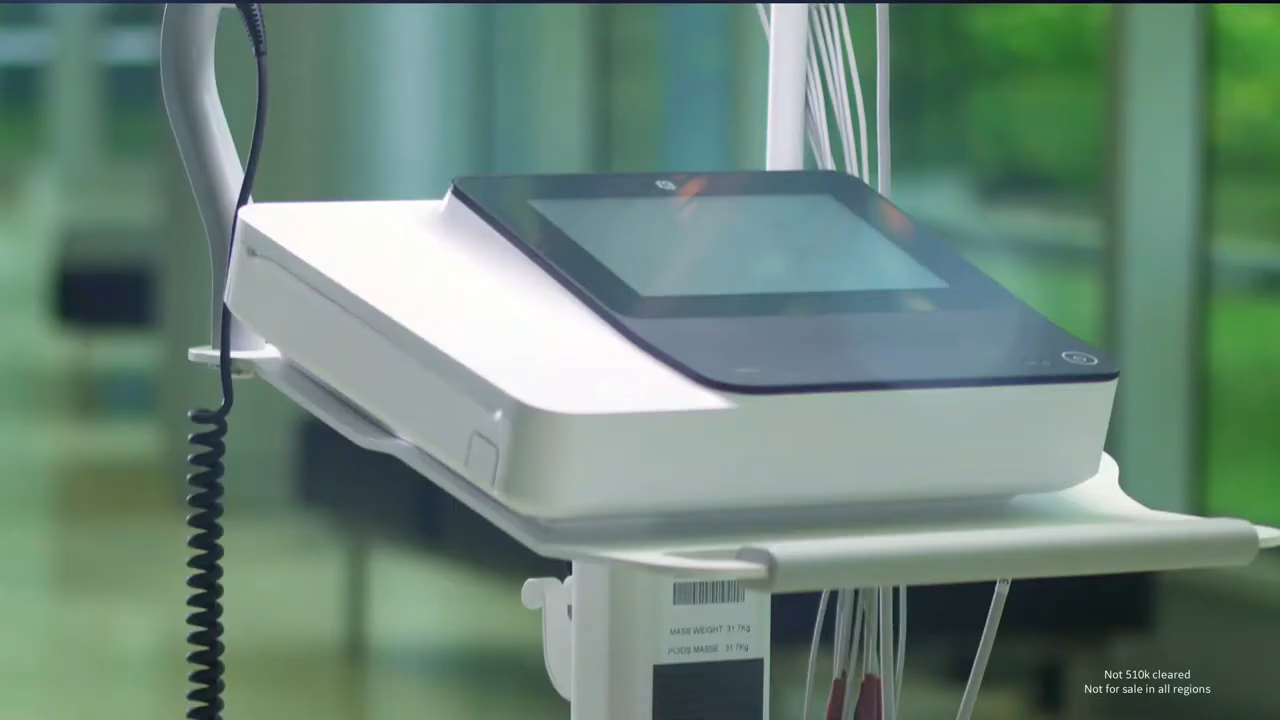 MASS WEIGHT 31.7Kg
POIDS MASSE 31.7Kg
Not 510k cleared
Not for sale in all regions